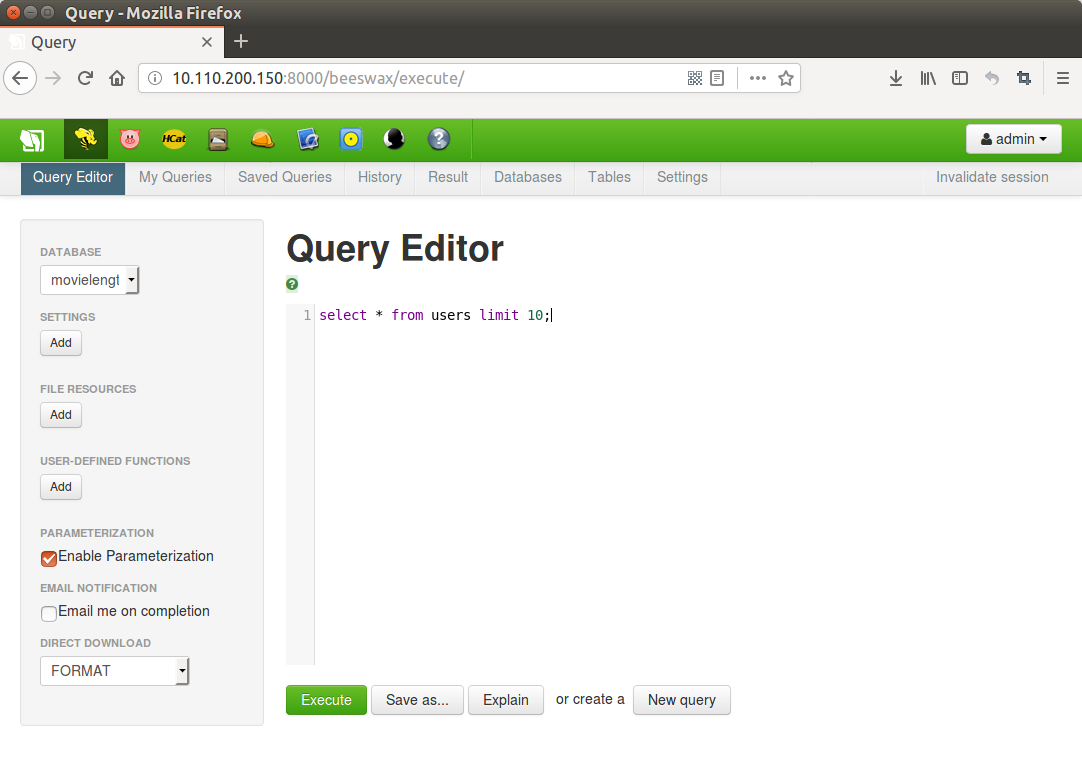 Query - Mozilla Firefox
Query
10.110.200.150:8000/beeswax/execute/
HCat
admin
Query Editor My Queries Saved Queries History Result Databases Tables Settings Invalidate session
DATABASE
movielengt
SETTINGS
Add
FILE RESOURCES
Add
USER-DEFINED FUNCTIONS
Add
PARAMETERIZATION
Enable Parameterization
EMAIL NOTIFICATION
Email me on completion
DIRECT DOWNLOAD
FORMAT
Query Editor
?
1 select * from users limit 10;
Execute Save as... Explain or create a New query